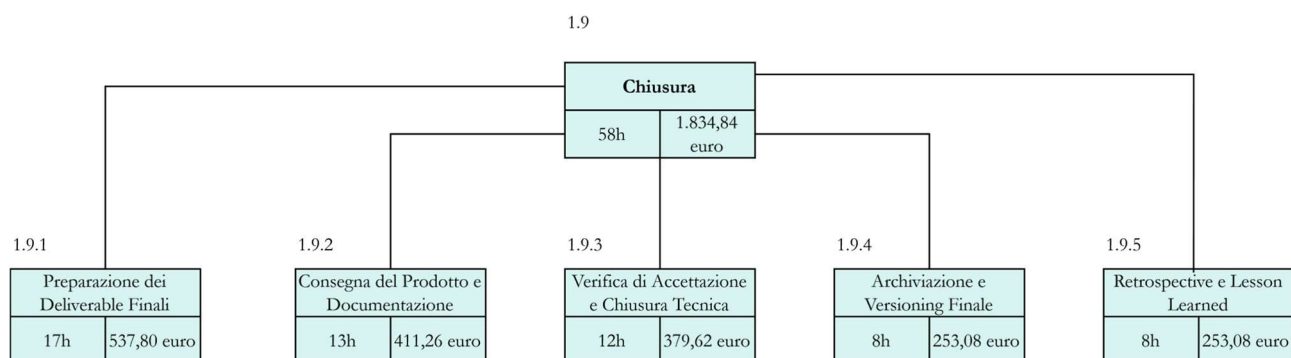 1.9
Chiusura
58h
1.834,84
euro
1.9.1
1.9.2
1.9.3
1.9.4
1.9.5
Preparazione dei
Deliverable Finali
17h
537,80 euro
Consegna del Prodotto e
Documentazione
13h
411,26 euro
Verifica di Accettazione
e Chiusura Tecnica
12h
379,62 euro
Archiviazione e
Versioning Finale
8h
253,08 euro
Retrospective e Lesson
Learned
8h
253,08 euro